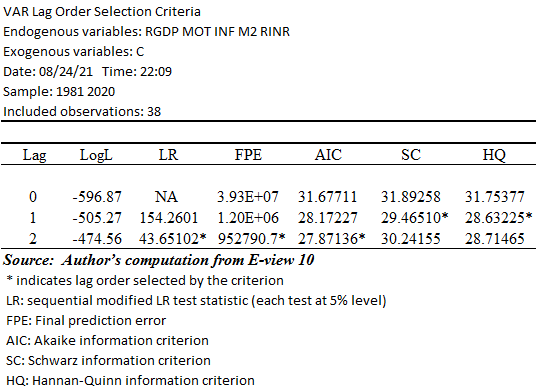 VAR Lag Order Selection Criteria
Endogenous variables: RGDP MOT INF M2 RINR
Exogenous variables: C
Date: 08/24/21 Time: 22:09
Sample: 1981 2020
Included observations: 38
Lag LogL LR FPE AIC SC HQ
0 -596.87 NA 3.93E+07 31.67711 31.89258 31.75377
1 -505.27 154.2601 1.20E+06 28.17227 29.46510* 28.63225*
2 -474.56 43.65102* 952790.7* 27.87136* 30.24155 28.71465
Source: Author's computation from E-view 10
* indicates lag order selected by the criterion
LR: sequential modified LR test statistic (each test at 5% level)
FPE: Final prediction error
AIC: Akaike information criterion
SC: Schwarz information criterion
HQ: Hannan-Quinn information criterion